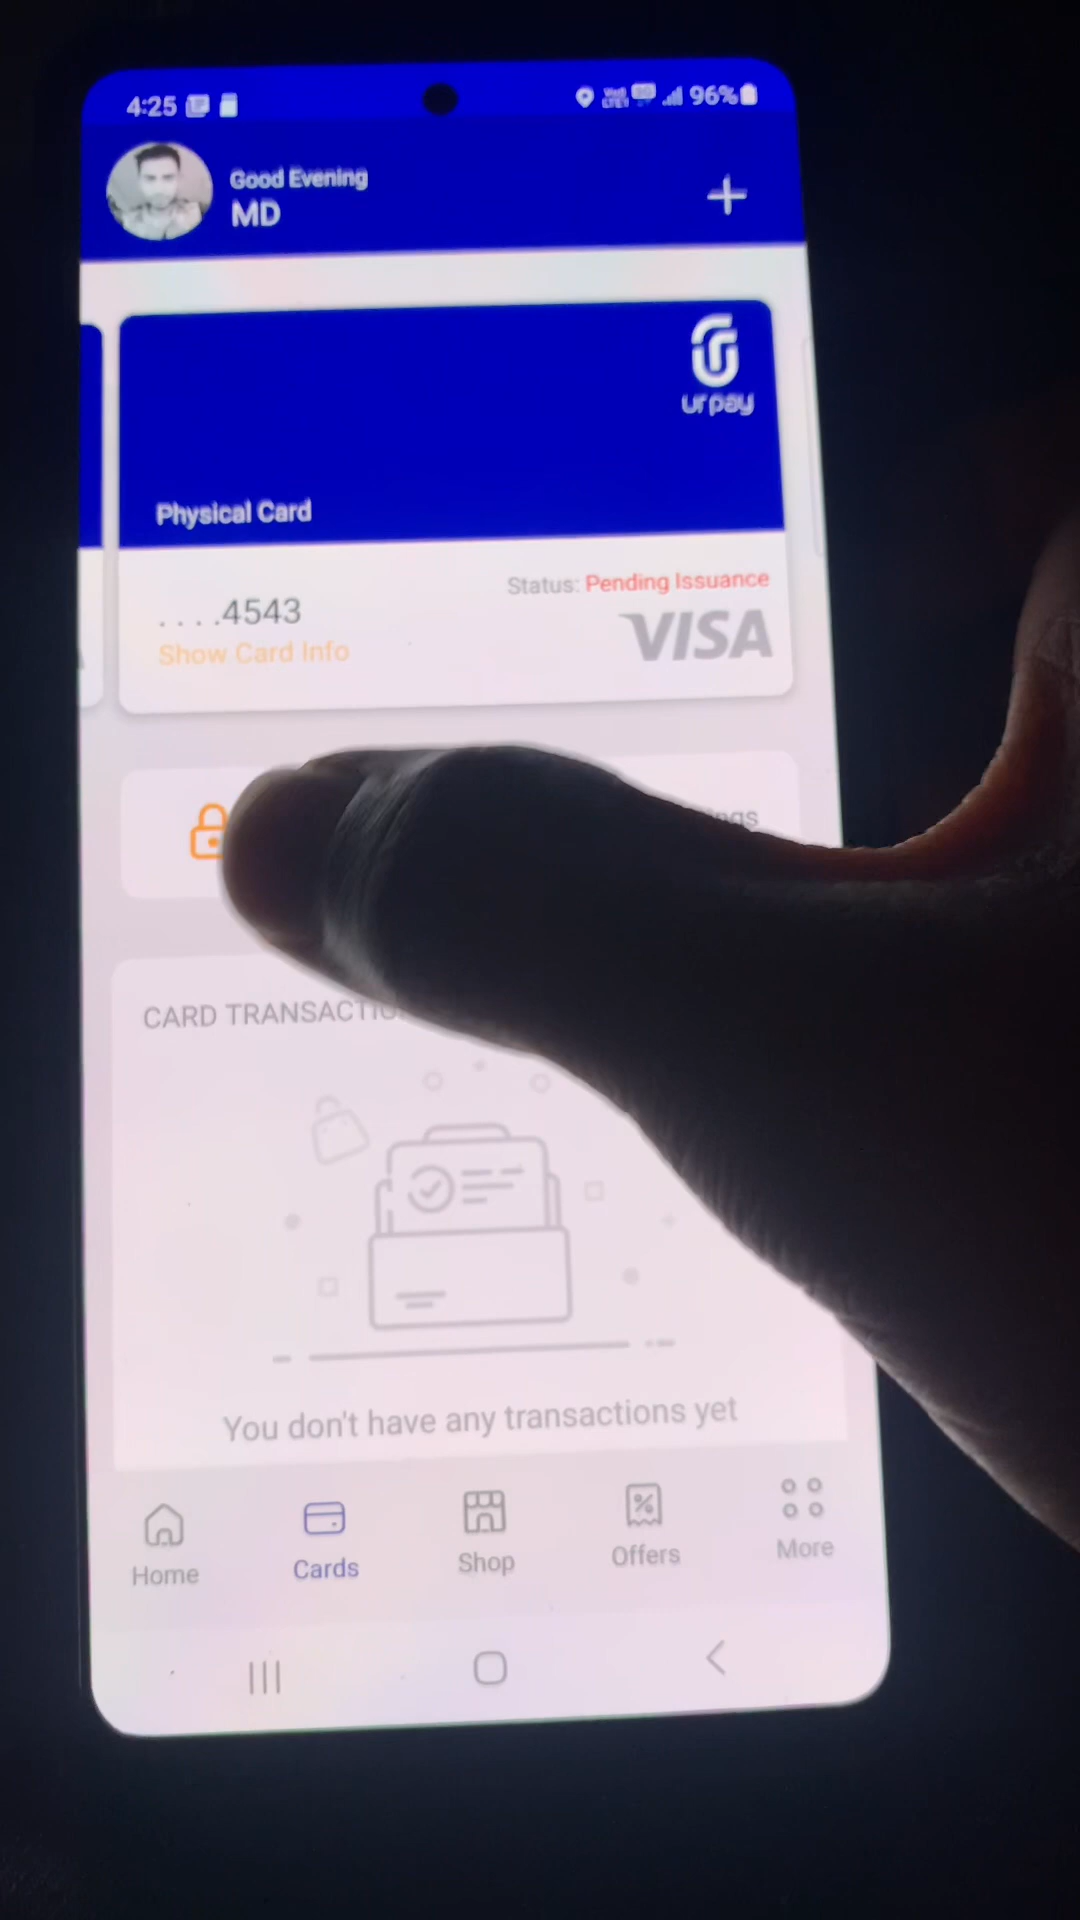 4:25
96%
Good Evening
MD
ur pay
Physical Card
Status: Pending Issuance
. . . .4543
VISA
Show Card Info
CARD TRANSACTIO
You don't have any transactions yet
Home
Cards
Shop
Offers
More